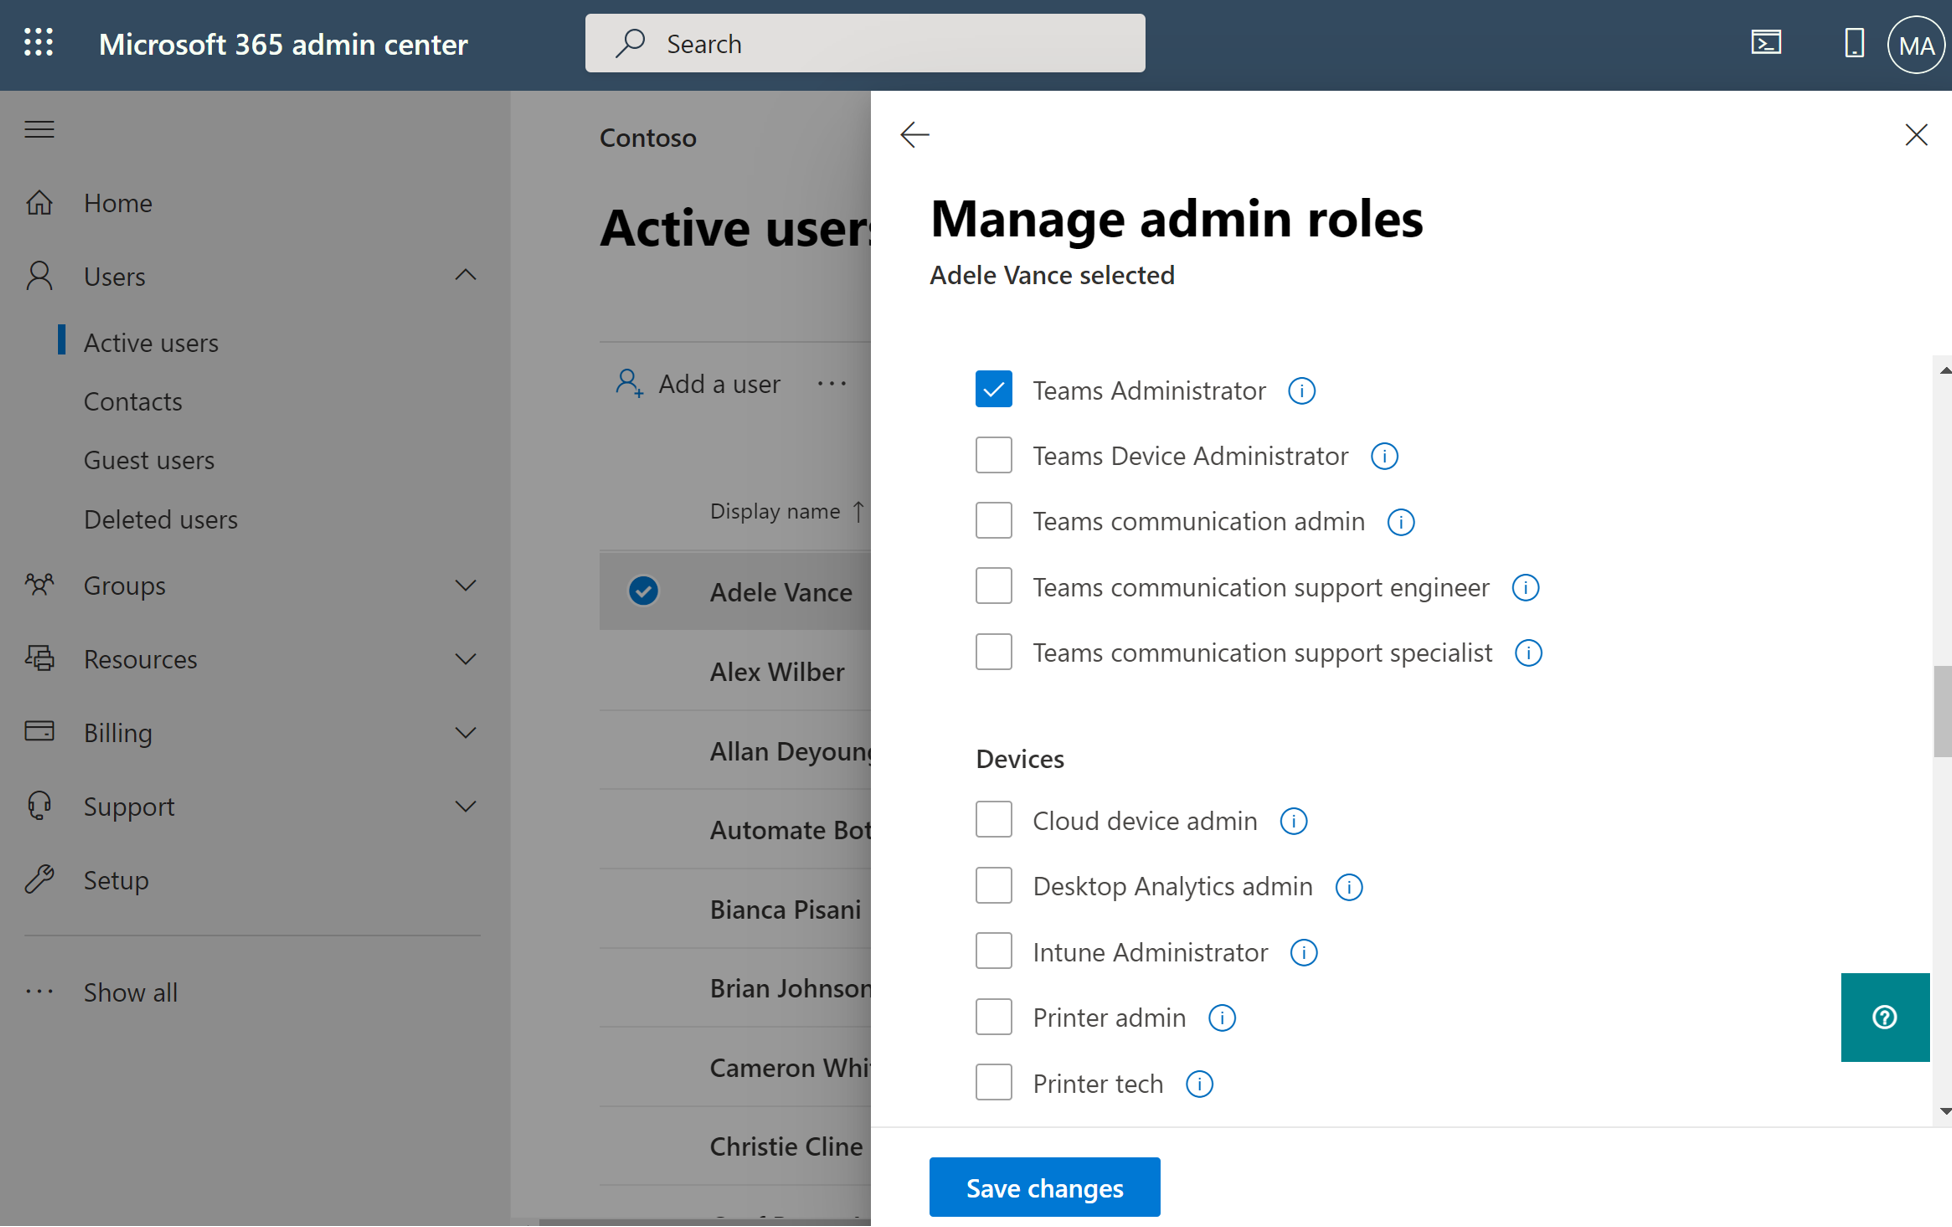 Microsoft 365 admin center
Search
MA
Home
Users
Active users
Contacts
Guest users
Deleted users
Groups
Resources
Billing
Support
Setup
Show all
Contoso
Active users
Add a user
Display name ↑
Adele Vance
Alex Wilber
Allan Deyoung
Automate Bot
Bianca Pisani
Brian Johnson
Cameron Whi
Christie Cline
Manage admin roles
Adele Vance selected
Teams Administrator
Teams Device Administrator
Teams communication admin
Teams communication support engineer
Teams communication support specialist
Devices
Cloud device admin
Desktop Analytics admin
Intune Administrator
Printer admin
Printer tech
Save changes